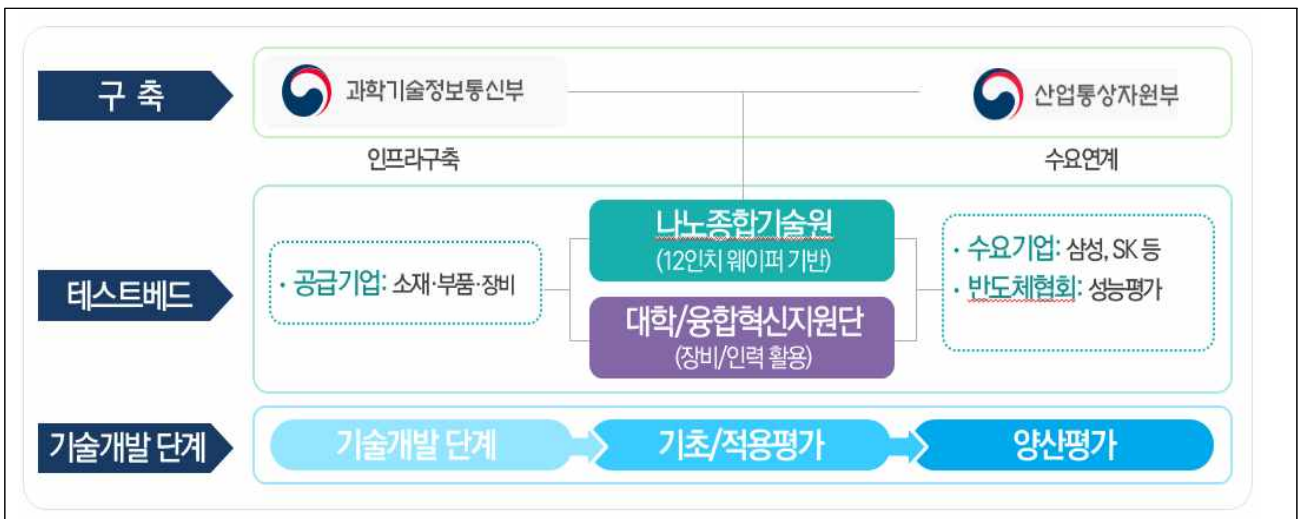 구 축
과학기술정보통신부
산업통상자원부
인프라구축
수요연계
테스트베드
· 공급기업: 소재·부품·장비
나노종합기술원
(12인치 웨이퍼 기반)
대학/융합혁신지원단
(장비/인력 활용)
· 수요기업: 삼성, SK 등
· 반도체협회: 성능평가
기술개발 단계
기술개발 단계
기초/적용평가
양산평가